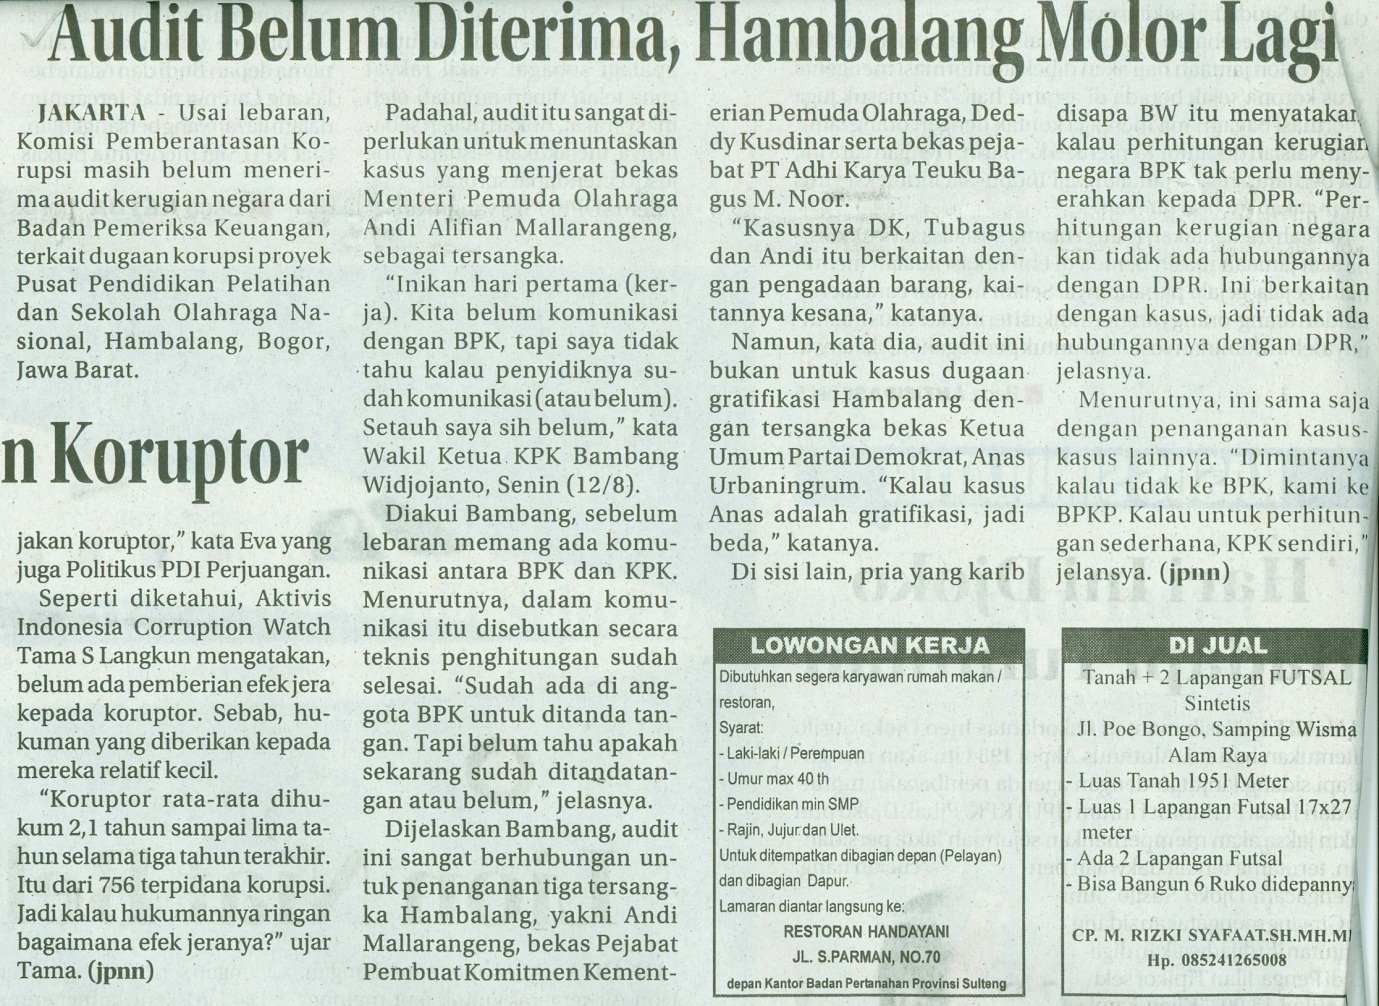 Audit Belum Diterima, Hambalang Molor Lagi
JAKARTA - Usai lebaran,
Komisi Pemberantasan Ko-
rupsi masih belum meneri-
ma audit kerugian negara dari
Badan Pemeriksa Keuangan,
terkait dugaan korupsi proyek
Pusat Pendidikan Pelatihan
dan Sekolah Olahraga Na-
sional, Hambalang, Bogor,
Jawa Barat.
Padahal, audit itu sangat di-
perlukan untuk menuntaskan
kasus yang menjerat bekas
Menteri Pemuda Olahraga
Andi Alifian Mallarangeng,
sebagai tersangka.
"Inikan hari pertama (ker-
ja). Kita belum komunikasi
dengan BPK, tapi saya tidak
tahu kalau penyidiknya su-
dah komunikasi (atau belum).
Setauh saya sih belum," kata
Wakil Ketua KPK Bambang
Widjojanto, Senin (12/8).
Diakui Bambang, sebelum
lebaran memang ada komu-
nikasi antara BPK dan KPK.
Menurutnya, dalam komu-
nikasi itu disebutkan secara
teknis penghitungan sudah
selesai. "Sudah ada di ang-
gota BPK untuk ditanda tan-
gan. Tapi belum tahu apakah
sekarang sudah ditandatan-
gan atau belum," jelasnya.
Dijelaskan Bambang, audit
ini sangat berhubungan un-
tuk penanganan tiga tersang-
ka Hambalang, yakni Andi
Mallarangeng, bekas Pejabat
Pembuat Komitmen Kement-
erian Pemuda Olahraga, Ded-
dy Kusdinar serta bekas peja-
bat PT Adhi Karya Teuku Ba-
gus M. Noor.
"Kasusnya DK, Tubagus
dan Andi itu berkaitan den-
gan pengadaan barang, kai-
tannya kesana," katanya.
Namun, kata dia, audit ini
bukan untuk kasus dugaan
gratifikasi Hambalang den-
gan tersangka bekas Ketua
Umum Partai Demokrat, Anas
Urbaningrum. "Kalau kasus
Anas adalah gratifikasi, jadi
beda," katanya.
Di sisi lain, pria yang karib
disapa BW itu menyatakan
kalau perhitungan kerugian
negara BPK tak perlu meny-
erahkan kepada DPR. "Per-
hitungan kerugian negara
kan tidak ada hubungannya
dengan DPR. Ini berkaitan
dengan kasus, jadi tidak ada
hubungannya dengan DPR,"
jelasnya.
Menurutnya, ini sama saja
dengan penanganan kasus-
kasus lainnya. "Dimintanya
kalau tidak ke BPK, kami ke
BPKP. Kalau untuk perhitun-
gan sederhana, KPK sendiri,"
jelansya. (jpnn)
n Koruptor
jakan koruptor," kata Eva yang
juga Politikus PDI Perjuangan.
Seperti diketahui, Aktivis
Indonesia Corruption Watch
Tama S Langkun mengatakan,
belum ada pemberian efek jera
kepada koruptor. Sebab, hu-
kuman yang diberikan kepada
mereka relatif kecil.
"Koruptor rata-rata dihu-
kum 2,1 tahun sampai lima ta-
hun selama tiga tahun terakhir.
Itu dari 756 terpidana korupsi.
Jadi kalau hukumannya ringan
bagaimana efek jeranya?" ujar
Tama. (jpnn)
LOWONGAN KERJA
Dibutuhkan segera karyawan rumah makan /
restoran,
Syarat:
- Laki-laki / Perempuan
- Umur max 40 th
- Pendidikan min SMP
- Rajin, Jujur dan Ulet.
Untuk ditempatkan dibagian depan (Pelayan)
dan dibagian Dapur.
Lamaran diantar langsung ke:
RESTORAN HANDAYANI
JL. S.PARMAN, NO.70
depan Kantor Badan Pertanahan Provinsi Sulteng
DI JUAL
Tanah + 2 Lapangan FUTSAL
Sintetis
Jl. Poe Bongo, Samping Wisma
Alam Raya
- Luas Tanah 1951 Meter
- Luas 1 Lapangan Futsal 17x27
meter
- Ada 2 Lapangan Futsal
- Bisa Bangun 6 Ruko didepanny
CP. M. RIZKI SYAFAAT.SH.MH.M
Hp. 085241265008